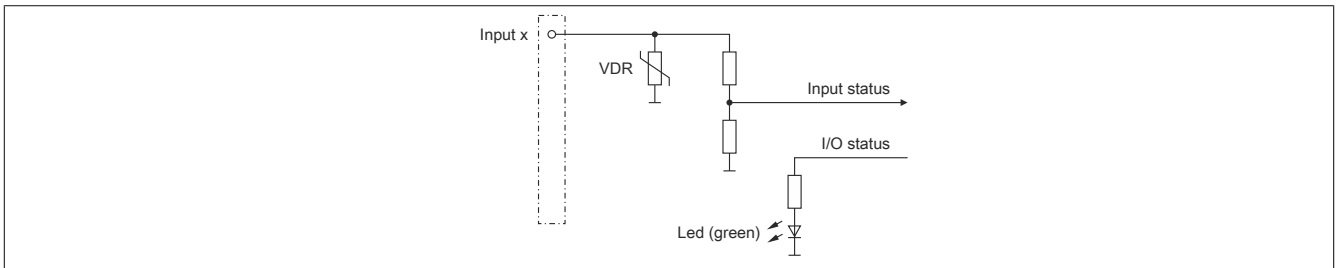 Input x
VDR
Input status
I/O status
Led (green)